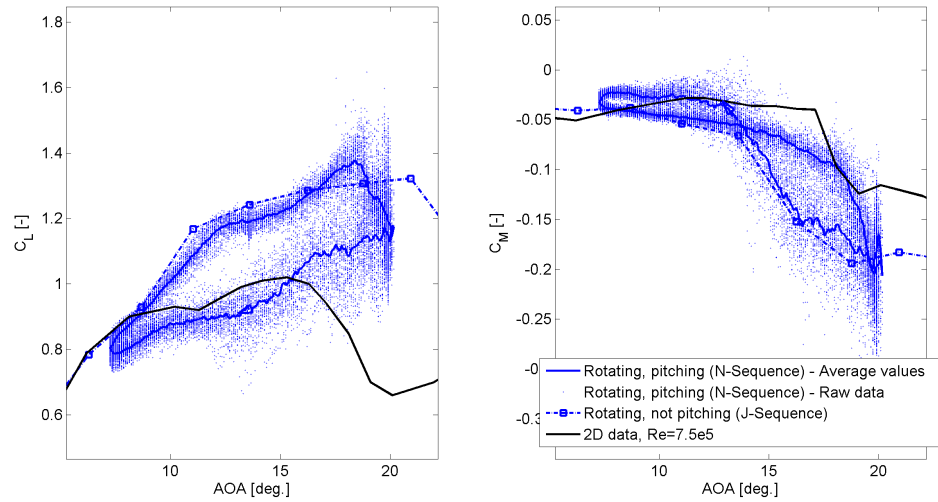 1.8
1.6
1.4
1.2
1
0.8
0.6
C_L [-]
10 15 20
AOA [deg.]
0.05
0
-0.05
-0.1
-0.15
-0.2
-0.25
C_M [-]
10 15 20
AOA [deg.]
Rotating, pitching (N-Sequence) - Average values
Rotating, pitching (N-Sequence) - Raw data
Rotating, not pitching (J-Sequence)
2D data, Re=7.5e5